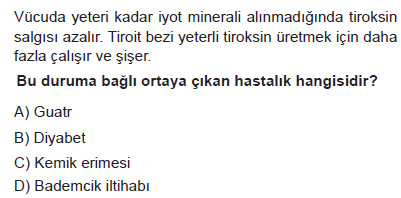 Vücuda yeteri kadar iyot minerali alınmadığında tiroksin
salgısı azalır. Tiroit bezi yeterli tiroksin üretmek için daha
fazla çalışır ve şişer.
Bu duruma bağlı ortaya çıkan hastalık hangisidir?
A) Guatr
B) Diyabet
C) Kemik erimesi
D) Bademcik iltihabı